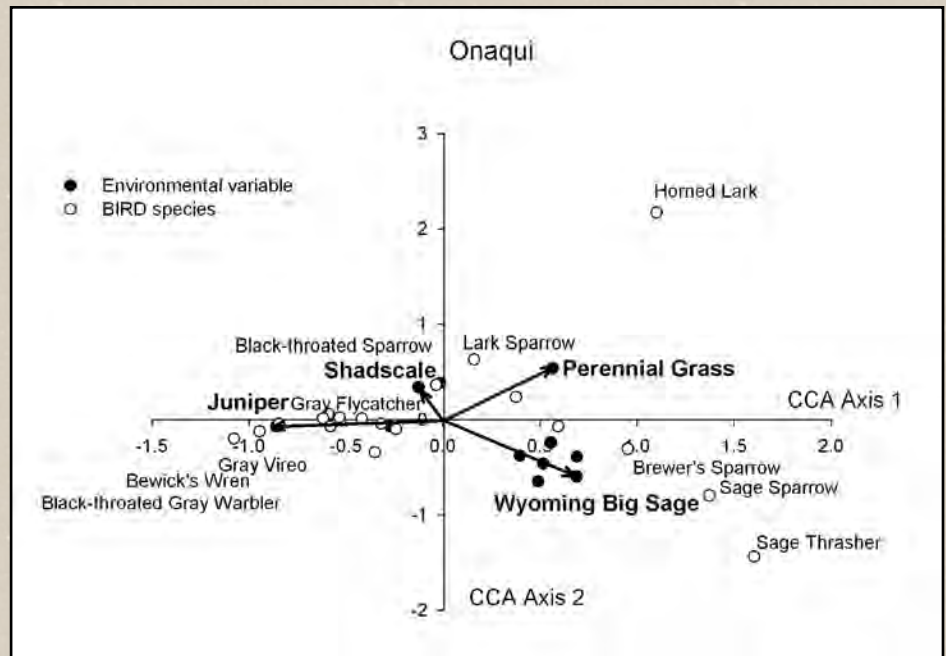 Onaqui
3
Environmental variable
BIRD species
Horned Lark
2
1
Black-throated Sparrow
Lark Sparrow
Shadscale
Perennial Grass
Juniper
Gray Flycatcher
CCA Axis 1
0
-1.5
-1.0
-0.5
0.0
0.5
1.0
1.5
2.0
Gray Vireo
Brewer's Sparrow
Bewick's Wren
Sage Sparrow
Black-throated Gray Warbler
Wyoming Big Sage
-1
Sage Thrasher
CCA Axis 2
-2